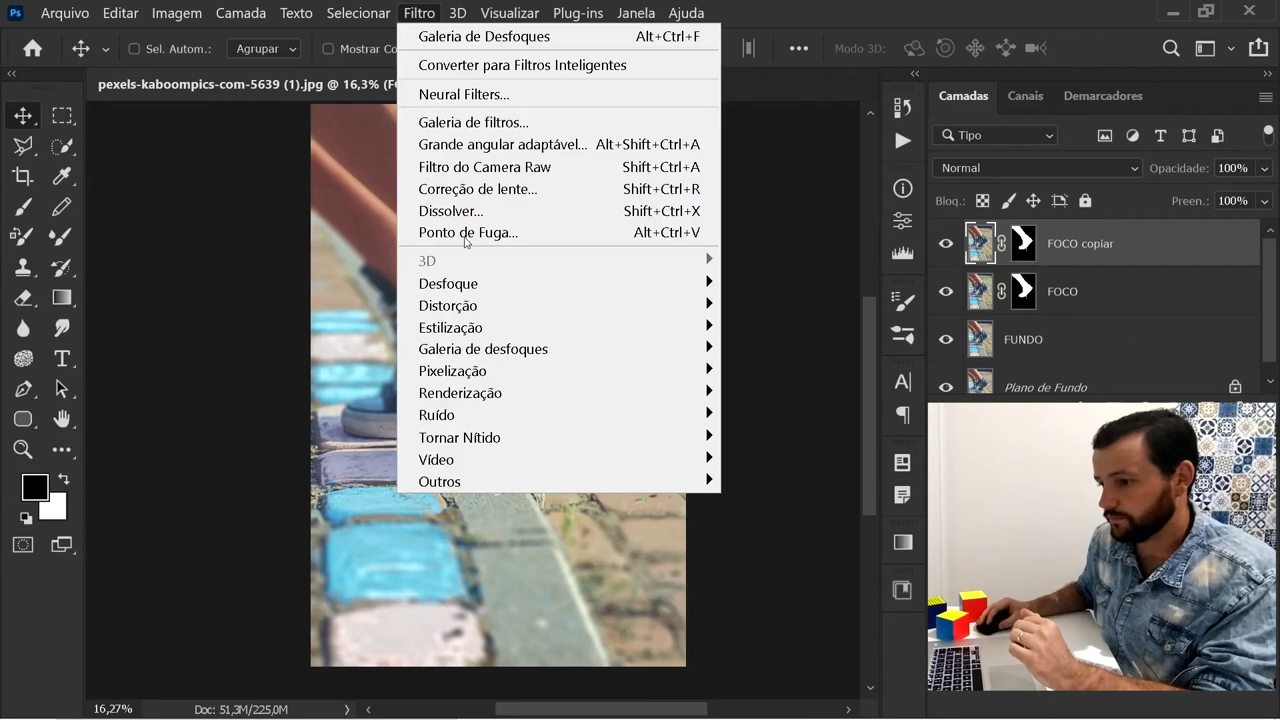 Ps Arquivo Editar Imagem Camada Texto Selecionar Filtro 3D Visualizar Plug-ins Janela Ajuda
Sel. Autom.: Agrupar Mostrar Co Modo 3D:
pexels-kaboompics-com-5639 (1).jpg @ 16,3% (F
Galeria de Desfoques Alt+Ctrl+F
Converter para Filtros Inteligentes
Neural Filters...
Galeria de filtros...
Grande angular adaptável... Alt+Shift+Ctrl+A
Filtro do Camera Raw Shift+Ctrl+A
Correção de lente... Shift+Ctrl+R
Dissolver... Shift+Ctrl+X
Ponto de Fuga... Alt+Ctrl+V
3D
Desfoque
Distorção
Estilização
Galeria de desfoques
Pixelização
Renderização
Ruído
Tornar Nítido
Vídeo
Outros
Camadas Canais Demarcadores
Tipo
Normal Opacidade: 100%
Bloq.: Preen.: 100%
FOCO copiar
FOCO
FUNDO
Plano de Fundo
16,27% Doc: 51,3M/225,0M